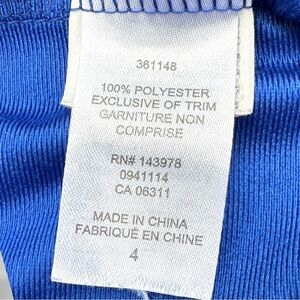 361148
100% POLYESTER
EXCLUSIVE OF TRIM
GARNITURE NON
COMPRISE
RN# 143978
0941114
CA 06311
MADE IN CHINA
FABRIQUÉ EN CHINE
4